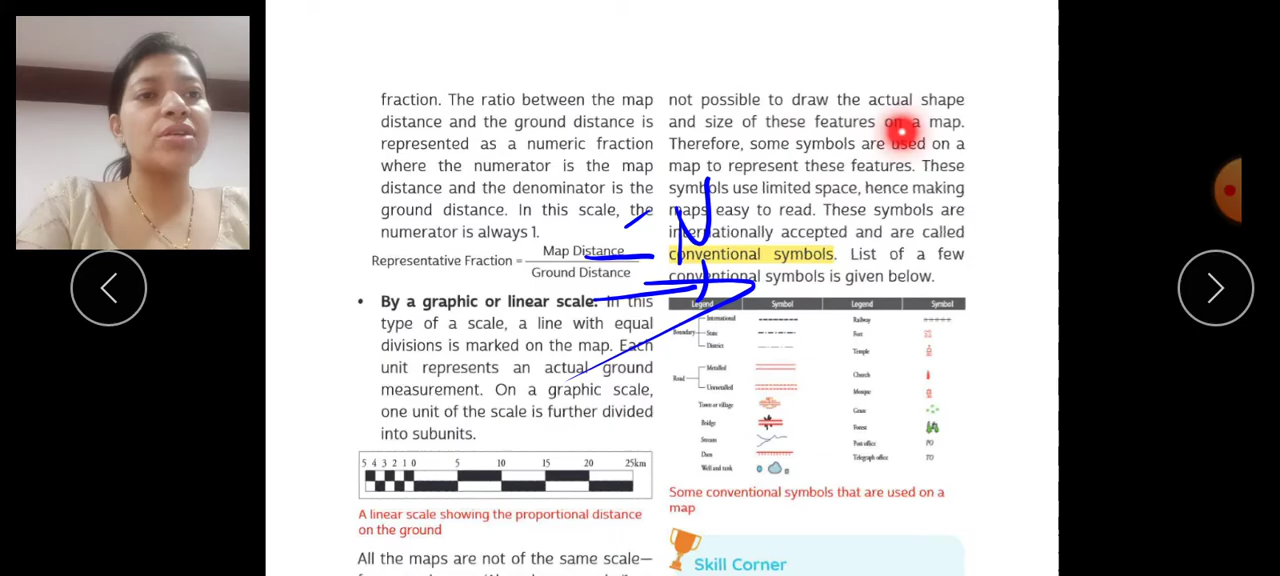 fraction. The ratio between the map
distance and the ground distance is
represented as a numeric fraction
where the numerator is the map
distance and the denominator is the
ground distance. In this scale, the
numerator is always 1.
Representative Fraction = Map Distance
Ground Distance
• By a graphic or linear scale: In this
type of a scale, a line with equal
divisions is marked on the map. Each
unit represents an actual ground
measurement. On a graphic scale,
one unit of the scale is further divided
into subunits.
5 4 3 2 1 0 5 10 15 20 25km
A linear scale showing the proportional distance
on the ground
All the maps are not of the same scale—
not possible to draw the actual shape
and size of these features on a map.
Therefore, some symbols are used on a
map to represent these features. These
symbols use limited space, hence making
maps easy to read. These symbols are
internationally accepted and are called
conventional symbols. List of a few
conventional symbols is given below.
Legend Symbol Legend Symbol
International Railway
Boundary State Fort
District Temple
Metalled Church
Road
Unmetalled Mosque
Town or village Grass
Bridge Forest
Stream Post office PO
Dam Telegraph office TO
Well and tank
Some conventional symbols that are used on a
map
Skill Corner
N